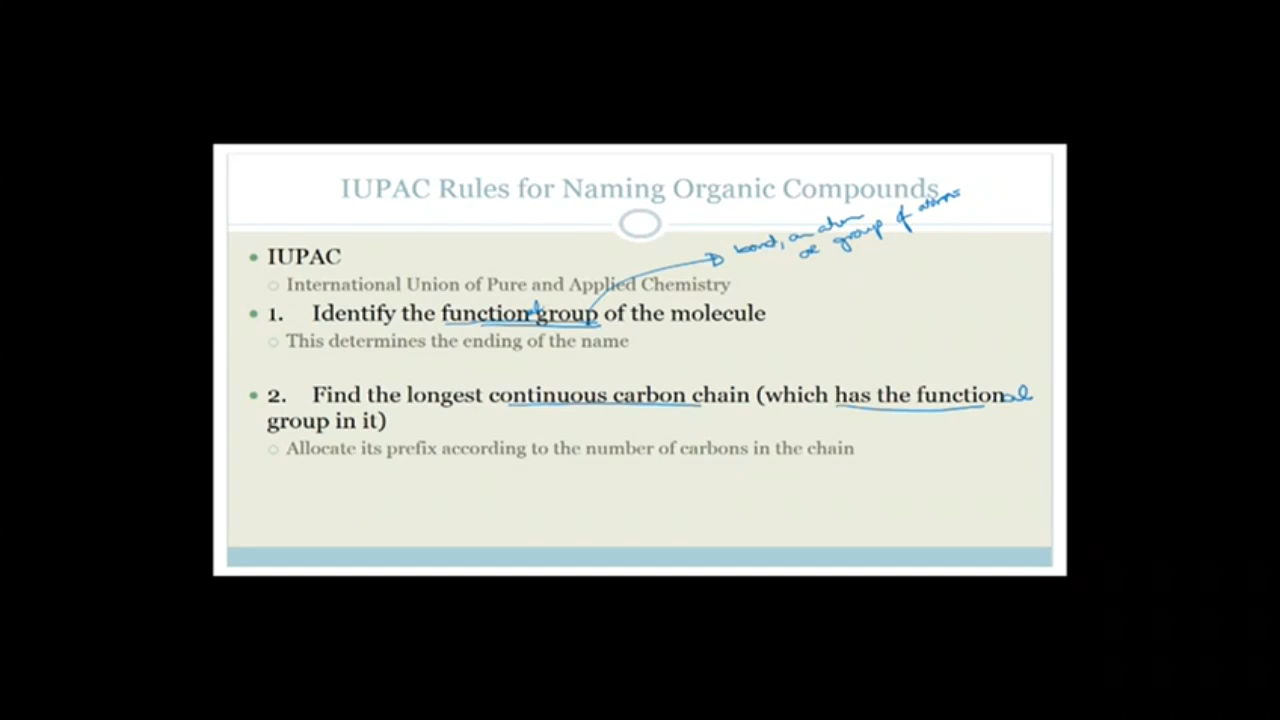 IUPAC Rules for Naming Organic Compounds
bond, an atom
or group of atoms
IUPAC
International Union of Pure and Applied Chemistry
1. Identify the functional group of the molecule
This determines the ending of the name
2. Find the longest continuous carbon chain (which has the functional
group in it)
Allocate its prefix according to the number of carbons in the chain